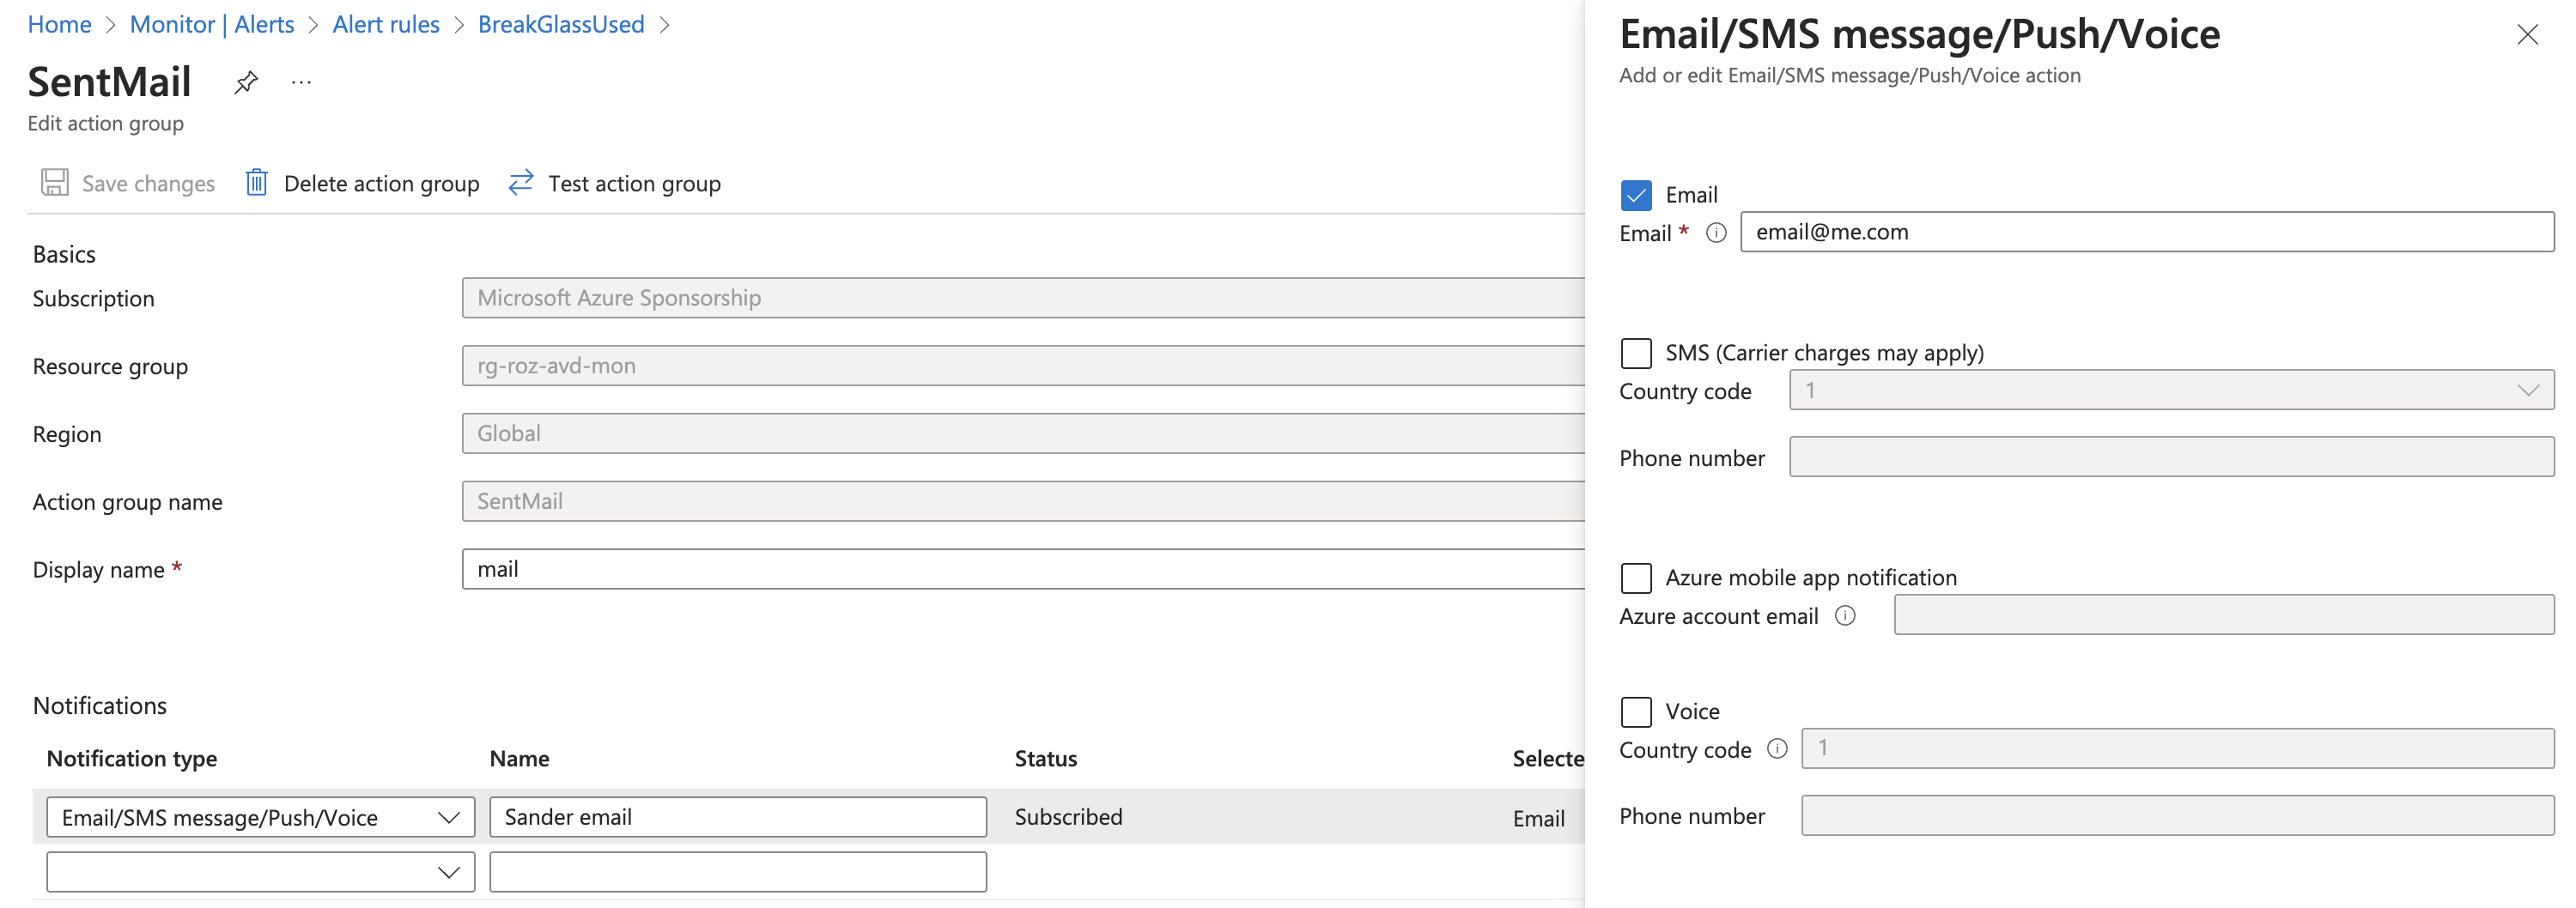 Home > Monitor | Alerts > Alert rules > BreakGlassUsed >
SentMail ...
Edit action group
Save changes Delete action group Test action group
Basics
Subscription Microsoft Azure Sponsorship
Resource group rg-roz-avd-mon
Region Global
Action group name SentMail
Display name * mail
Notifications
Notification type Name Status Selecte
Email/SMS message/Push/Voice Sander email Subscribed Email
Email/SMS message/Push/Voice
Add or edit Email/SMS message/Push/Voice action
Email
Email * email@me.com
SMS (Carrier charges may apply)
Country code 1
Phone number
Azure mobile app notification
Azure account email
Voice
Country code 1
Phone number